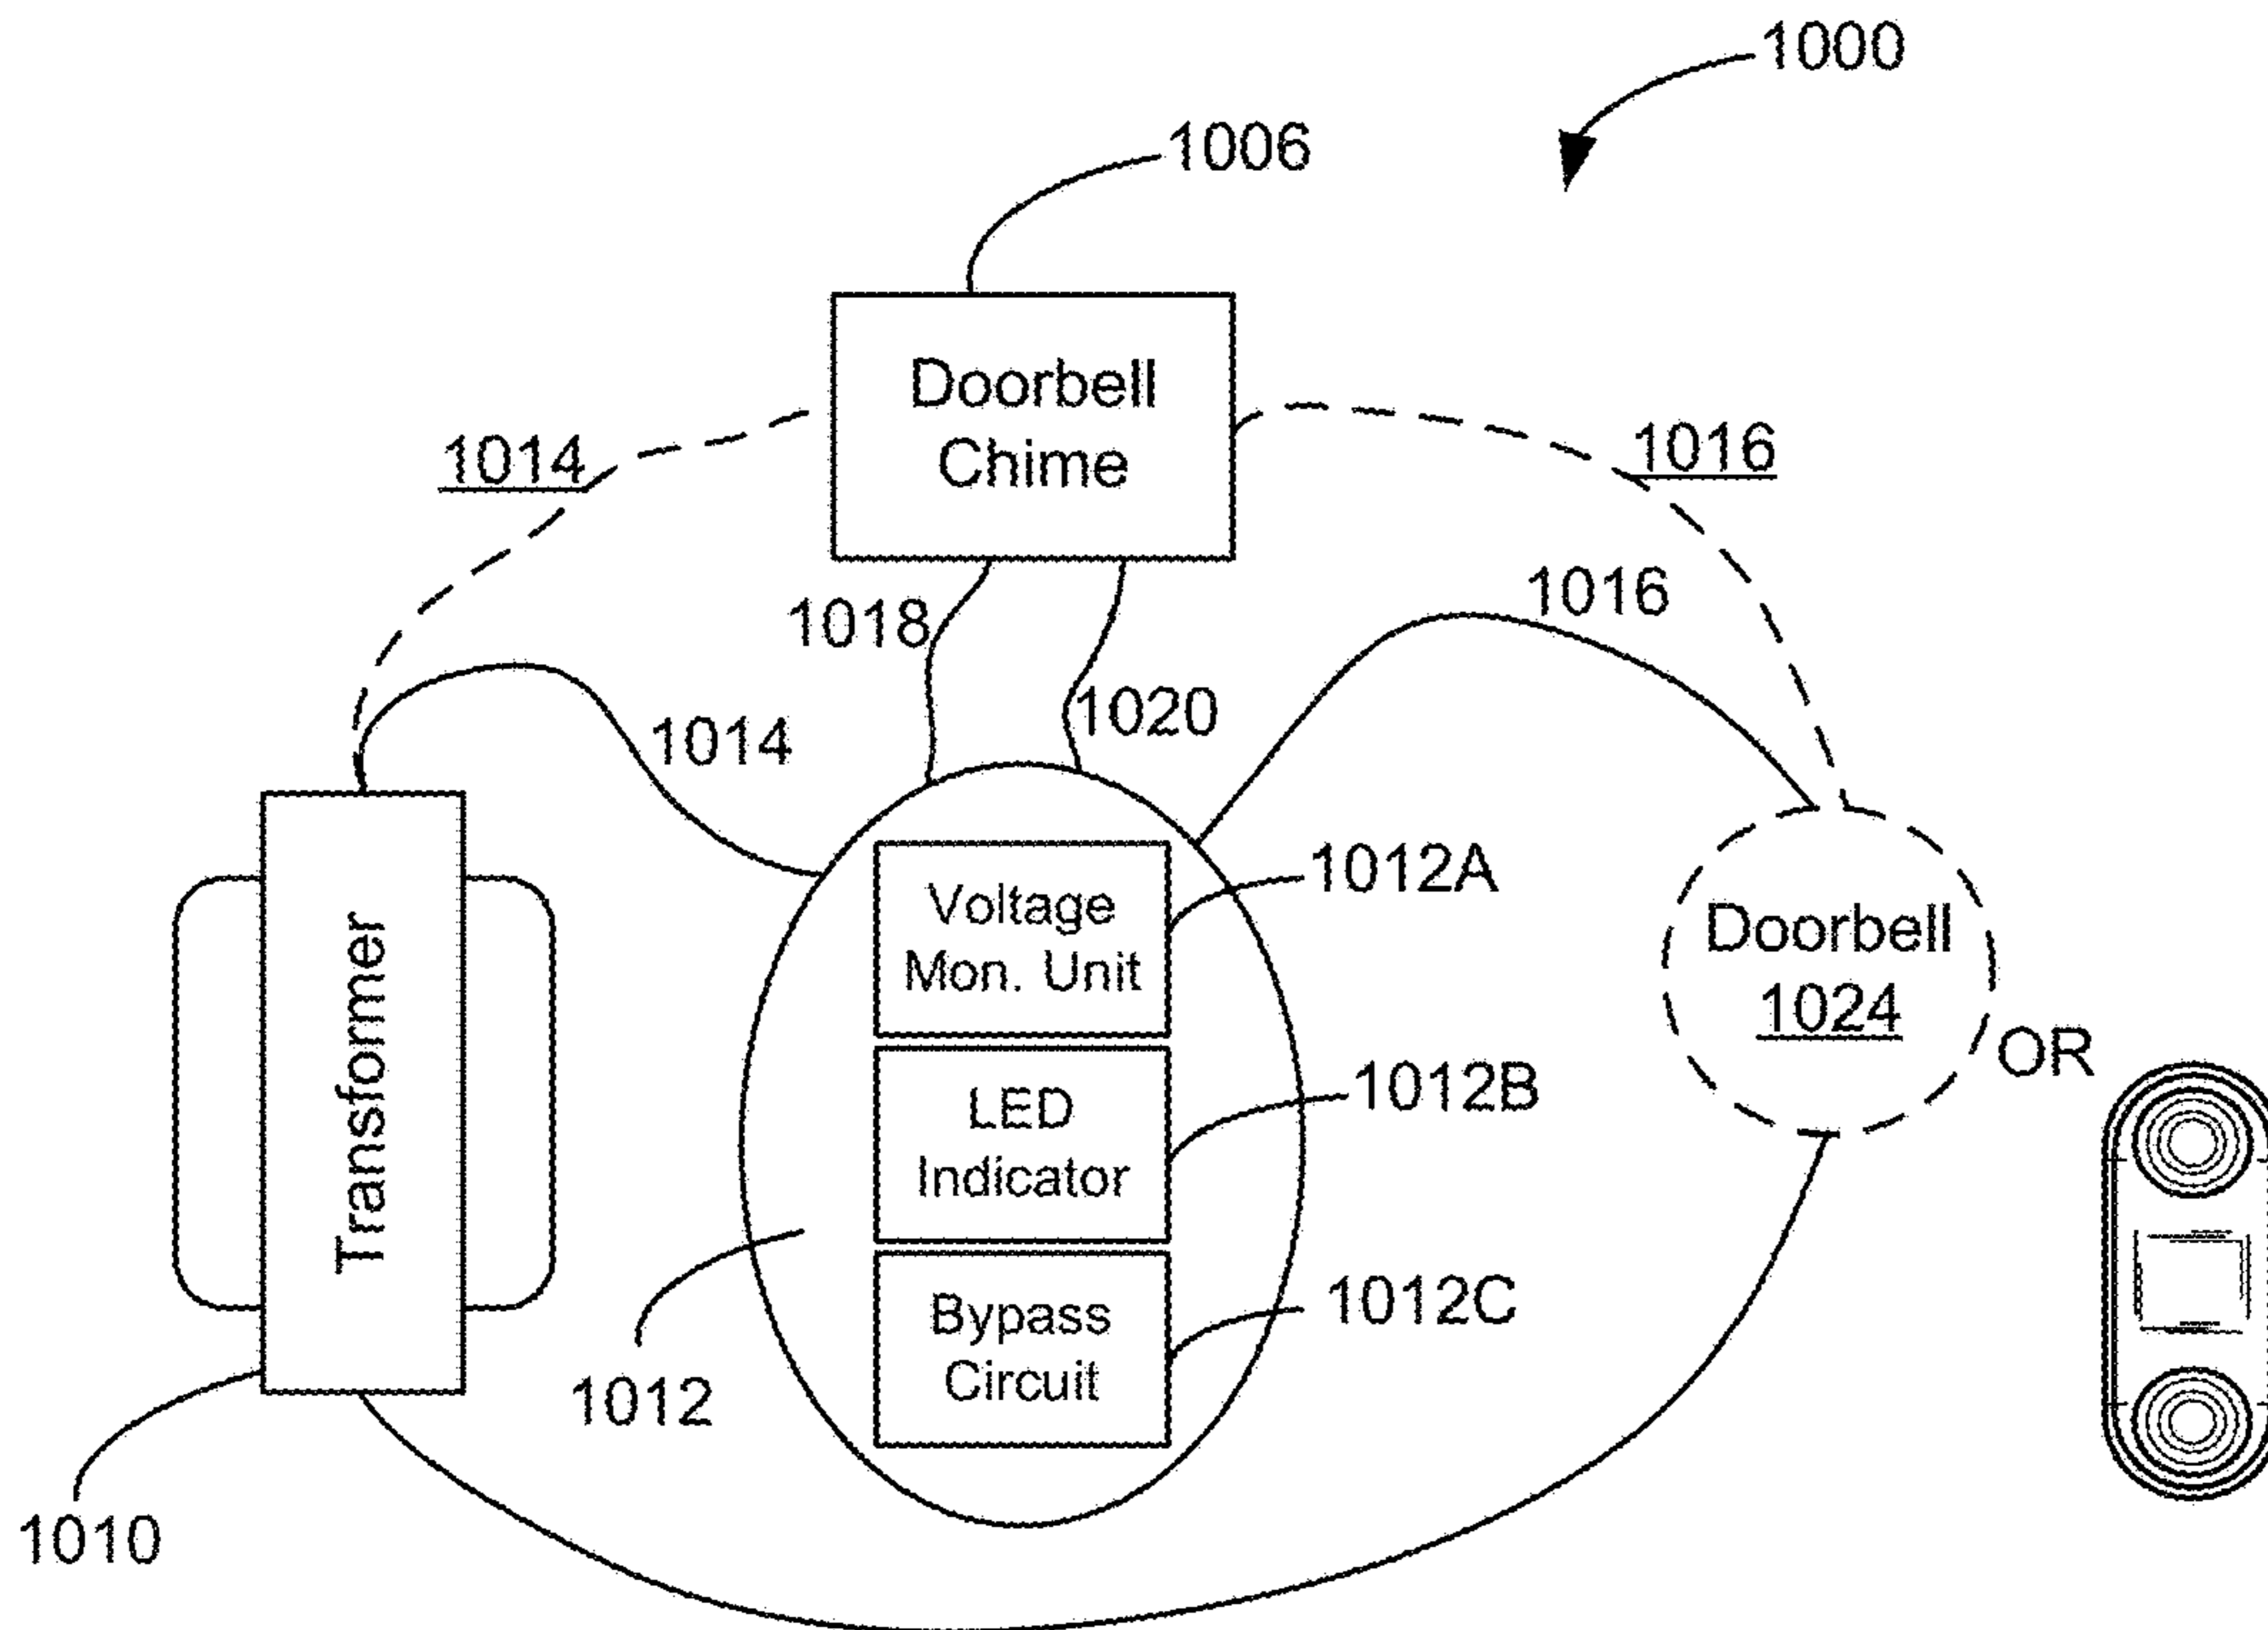 1000
1006
Doorbell
Chime
1014
1016
1018
1016
1020
1014
Voltage
Mon. Unit
1012A
Doorbell
1024
OR
LED
Indicator
1012B
Transformer
Bypass
Circuit
1012C
1012
1010